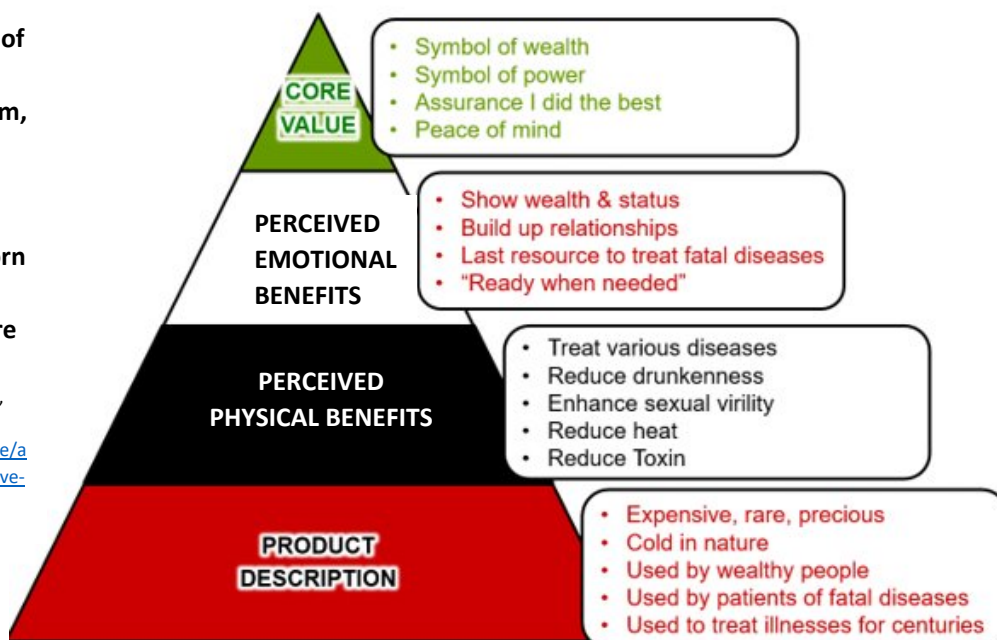 of
m,
orn
re
,
e/a
ve-
CORE
VALUE
• Symbol of wealth
• Symbol of power
• Assurance I did the best
• Peace of mind
PERCEIVED
EMOTIONAL
BENEFITS
• Show wealth & status
• Build up relationships
• Last resource to treat fatal diseases
• “Ready when needed”
PERCEIVED
PHYSICAL BENEFITS
• Treat various diseases
• Reduce drunkenness
• Enhance sexual virility
• Reduce heat
• Reduce Toxin
PRODUCT
DESCRIPTION
• Expensive, rare, precious
• Cold in nature
• Used by wealthy people
• Used by patients of fatal diseases
• Used to treat illnesses for centuries